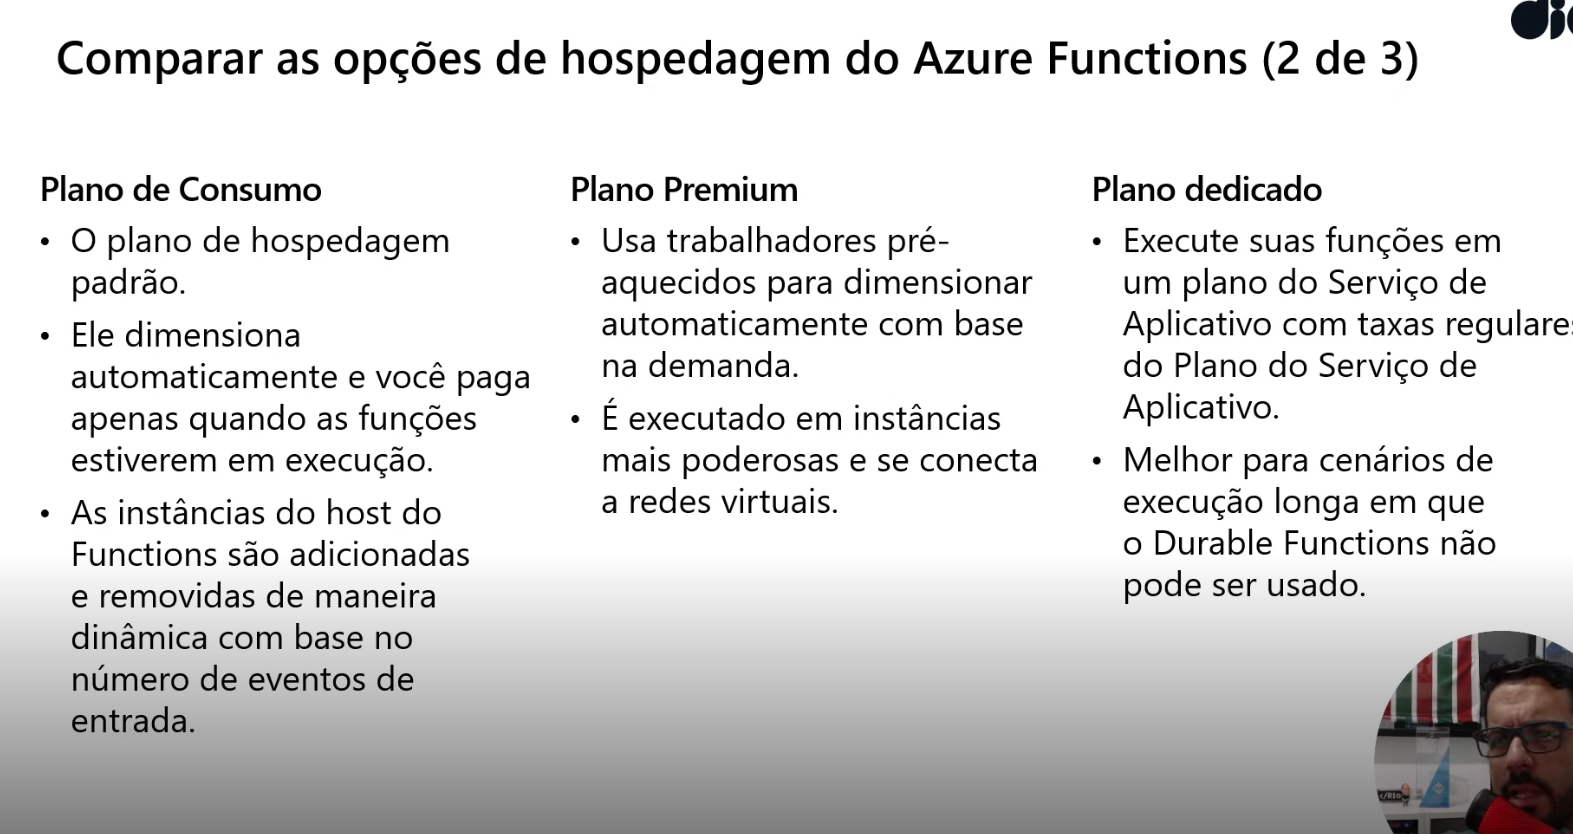 Comparar as opções de hospedagem do Azure Functions (2 de 3)
Plano de Consumo
• O plano de hospedagem
padrão.
• Ele dimensiona
automaticamente e você paga
apenas quando as funções
estiverem em execução.
• As instâncias do host do
Functions são adicionadas
e removidas de maneira
dinâmica com base no
número de eventos de
entrada.
Plano Premium
• Usa trabalhadores pré-
aquecidos para dimensionar
automaticamente com base
na demanda.
• É executado em instâncias
mais poderosas e se conecta
a redes virtuais.
Plano dedicado
• Execute suas funções em
um plano do Serviço de
Aplicativo com taxas regulares
do Plano do Serviço de
Aplicativo.
• Melhor para cenários de
execução longa em que
o Durable Functions não
pode ser usado.